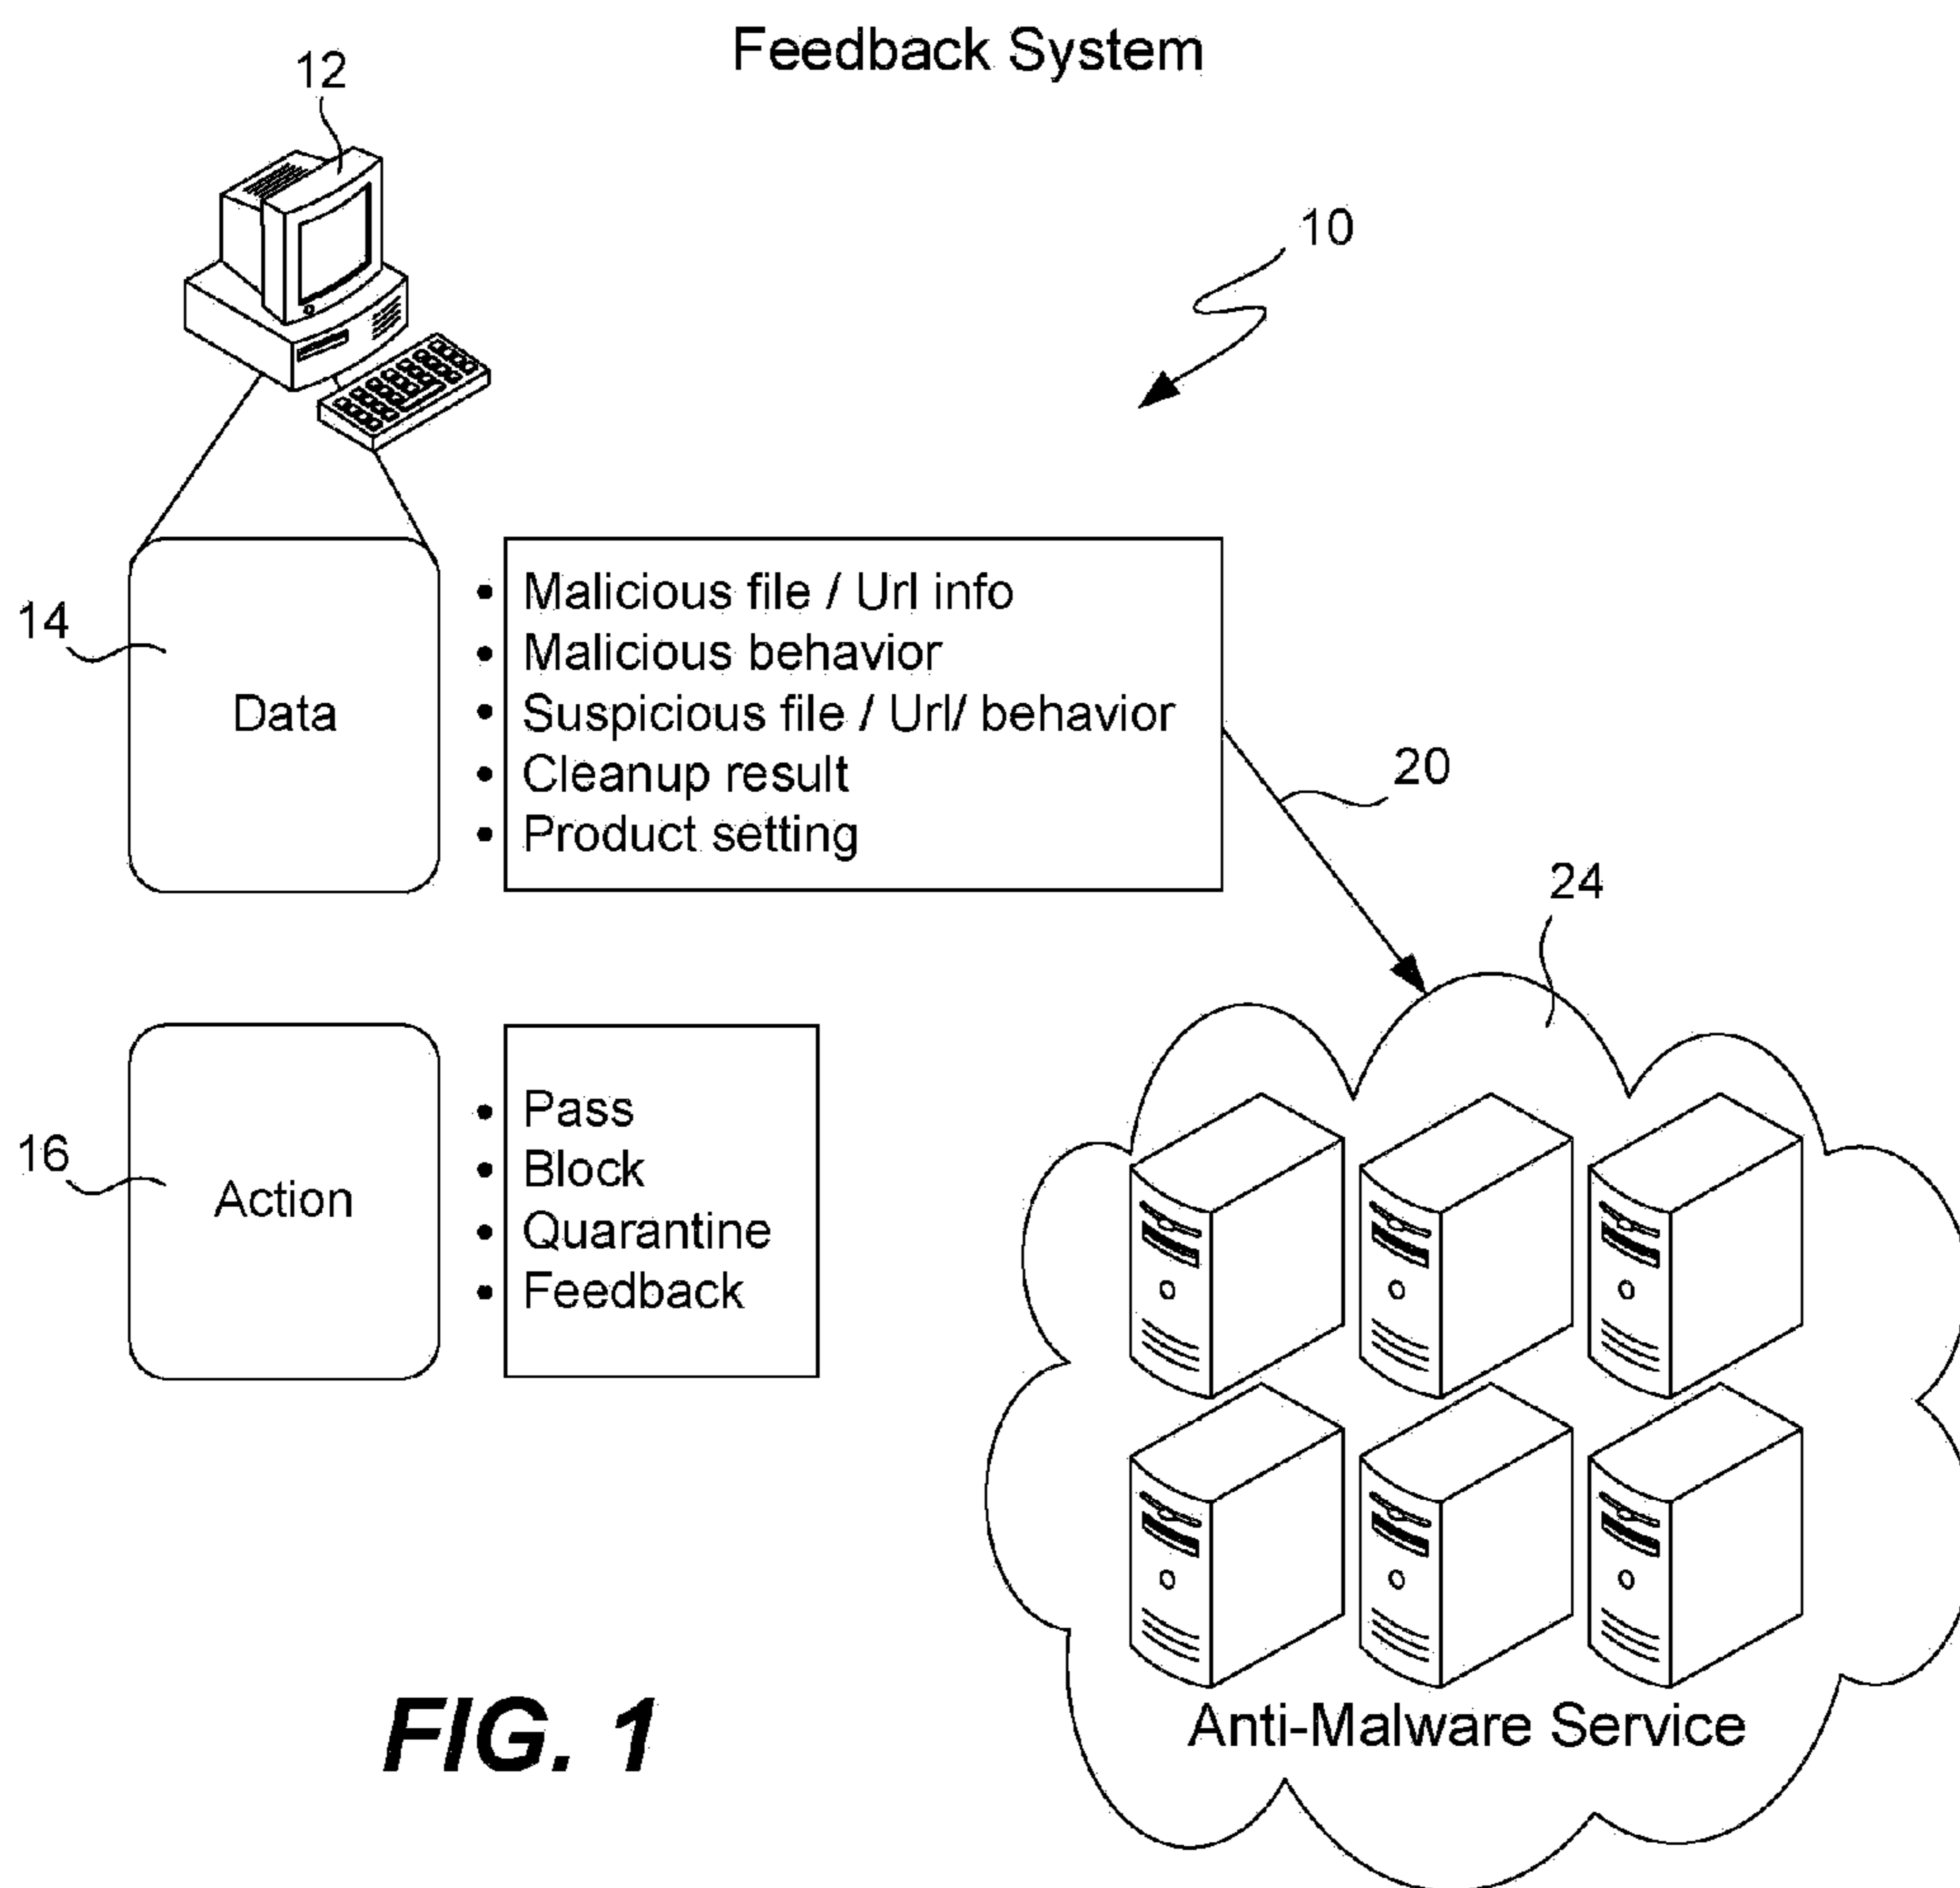 Feedback System
12
10
14
Data
• Malicious file / Url info
• Malicious behavior
• Suspicious file / Url/ behavior
• Cleanup result
• Product setting
20
24
16
Action
• Pass
• Block
• Quarantine
• Feedback
Anti-Malware Service
FIG. 1